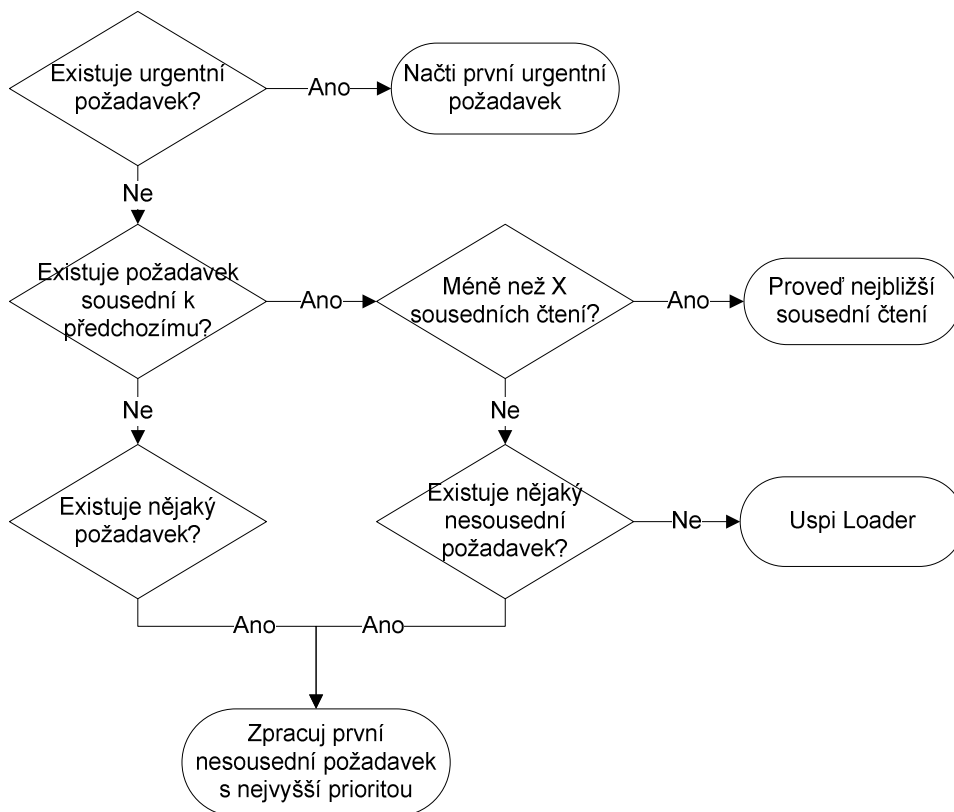 Existuje urgentní
požadavek?
Ano
Načti první urgentní
požadavek
Ne
Existuje požadavek
sousední k
předchozímu?
Ano
Méně než X
sousedních čtení?
Ano
Proveď nejbližší
sousední čtení
Ne
Ne
Existuje nějaký
požadavek?
Existuje nějaký
nesousední
požadavek?
Ne
Uspi Loader
Ano
Ano
Zpracuj první
nesousední požadavek
s nejvyšší prioritou